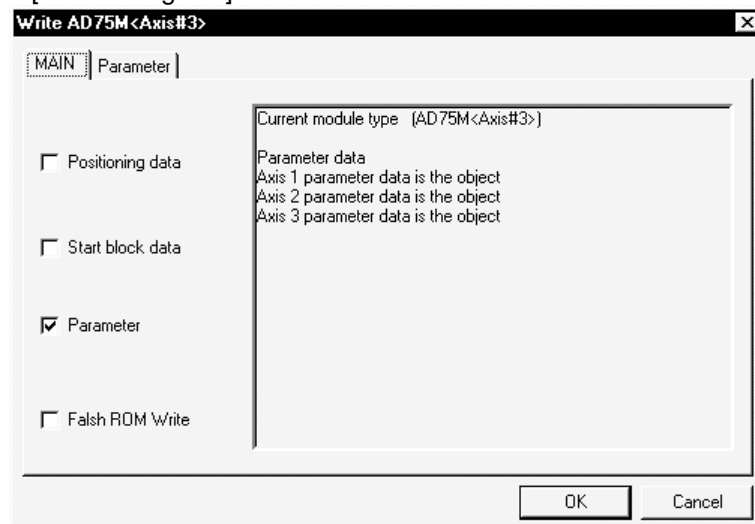 Write AD75M<Axis#3>
MAIN
Parameter
Current module type (AD75M<Axis#3>)
Positioning data
Parameter data
Axis 1 parameter data is the object
Axis 2 parameter data is the object
Axis 3 parameter data is the object
Start block data
Parameter
Falsh ROM Write
OK
Cancel